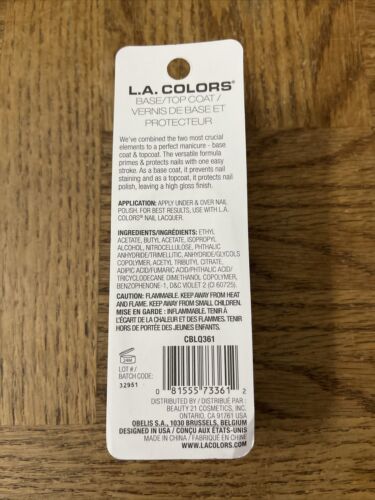 L.A. COLORS®
BASE/TOP COAT /
VERNIS DE BASE ET
PROTECTEUR
We've combined the two most crucial
elements to a perfect manicure - base
coat & topcoat. The versatile formula
primes & protects nails with one easy
stroke. As a base coat, it prevents nail
staining and as a topcoat, it protects nail
polish, leaving a high gloss finish.
APPLICATION: APPLY UNDER & OVER NAIL
POLISH. FOR BEST RESULTS, USE WITH L.A.
COLORS® NAIL LACQUER.
INGREDIENTS/INGRÉDIENTS: ETHYL
ACETATE, BUTYL ACETATE, ISOPROPYL
ALCOHOL, NITROCELLULOSE, PHTHALIC
ANHYDRIDE/TRIMELLITIC, ANHYDRIDE/GLYCOLS
COPOLYMER, ACETYL TRIBUTYL CITRATE,
ADIPIC ACID/FUMARIC ACID/PHTHALIC ACID/
TRICYCLODECANE DIMETHANOL COPOLYMER,
BENZOPHENONE-1, D&C VIOLET 2 (CI 60725).
CAUTION: FLAMMABLE. KEEP AWAY FROM HEAT AND
FLAME. KEEP AWAY FROM SMALL CHILDREN.
MISE EN GARDE : INFLAMMABLE. TENIR À
L'ÉCART DE LA CHALEUR ET DES FLAMMES. TENIR
HORS DE PORTÉE DES JEUNES ENFANTS.
CBLQ361
24M
LOT # /
BATCH CODE:
32951
0 81555 73361 2
DISTRIBUTED BY / DISTRIBUÉ PAR :
BEAUTY 21 COSMETICS, INC.
ONTARIO, CA 91761 USA
OBELIS S.A., 1030 BRUSSELS, BELGIUM
DESIGNED IN USA / CONÇU AUX ÉTATS-UNIS
MADE IN CHINA / FABRIQUÉ EN CHINE
WWW.LACOLORS.COM